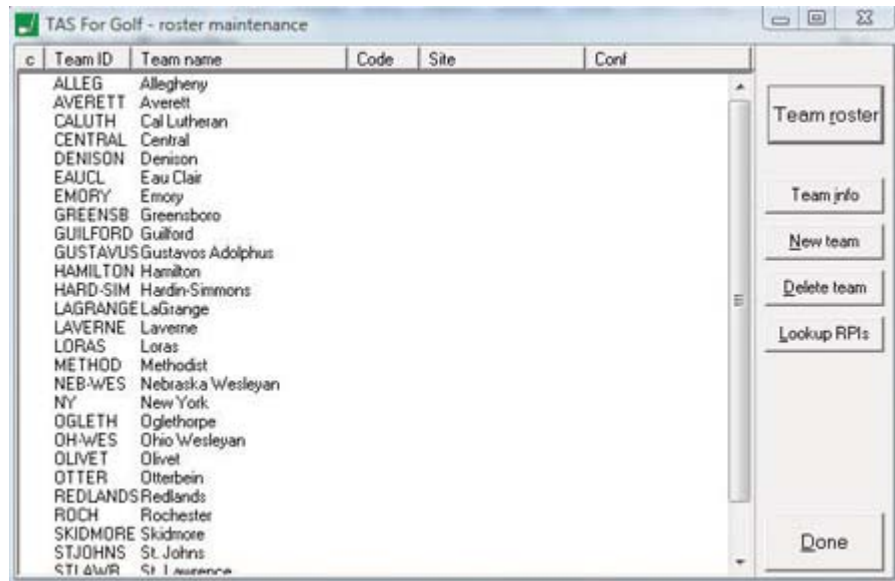 TAS For Golf - roster maintenance
c Team ID Team name Code Site Conf
ALLEG Allegheny
AVERETT Averett
CALUTH Cal Lutheran
CENTRAL Central
DENISON Denison
EAUCL Eau Clair
EMORY Emory
GREENSB Greensboro
GUILFORD Guilford
GUSTAVUS Gustavos Adolphus
HAMILTON Hamilton
HARD-SIM Hardin-Simmons
LAGRANGE LaGrange
LAVERNE Laverne
LORAS Loras
METHOD Methodist
NEB-WES Nebraska Wesleyan
NY New York
OGLETH Oglethorpe
OH-WES Ohio Wesleyan
OLIVET Olivet
OTTER Otterbein
REDLANDS Redlands
ROCH Rochester
SKIDMORE Skidmore
STJOHNS St. Johns
STLAWR St. Lawrence
Team roster
Team info
New team
Delete team
Lookup RPIs
Done